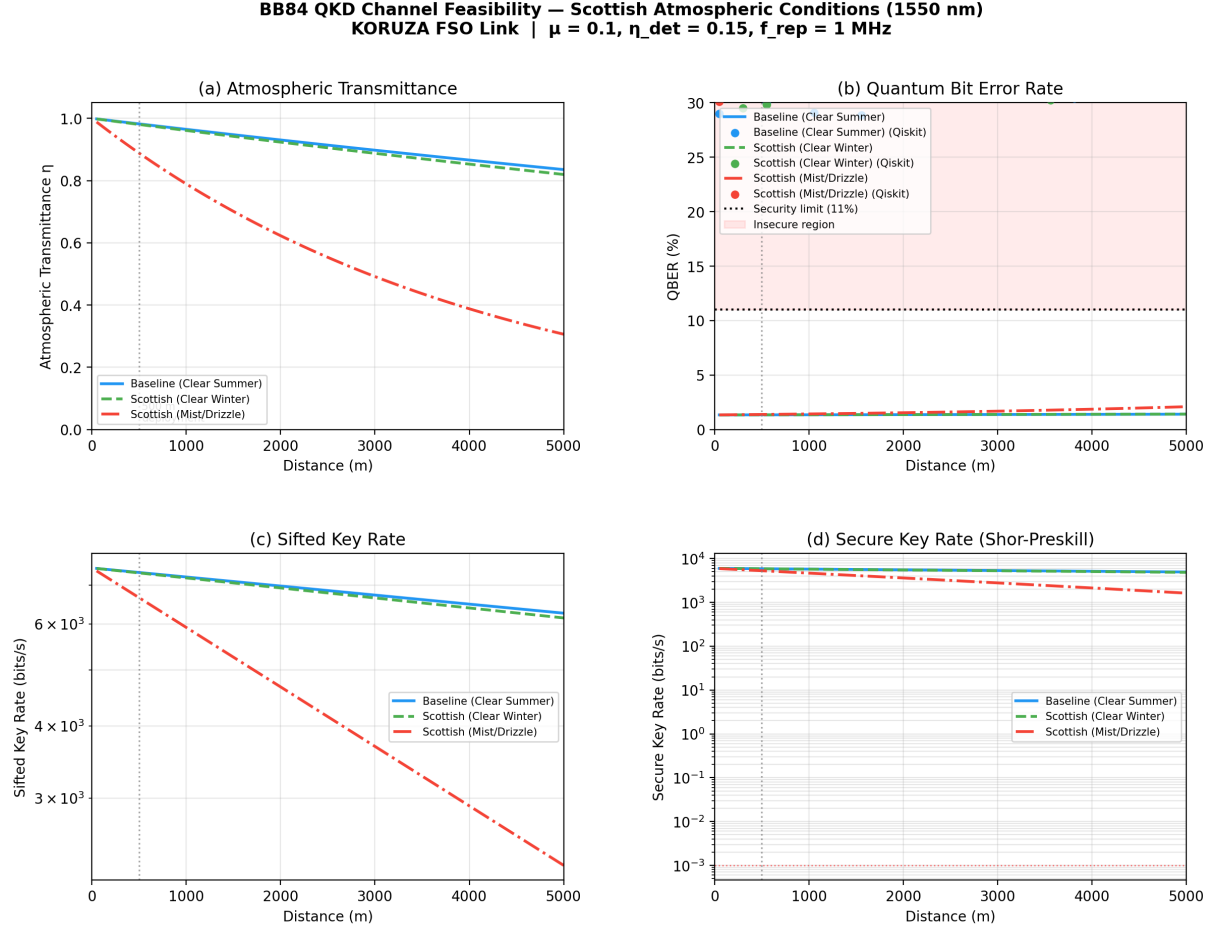 BB84 QKD Channel Feasibility — Scottish Atmospheric Conditions (1550 nm)
KORUZA FSO Link | μ = 0.1, η_det = 0.15, f_rep = 1 MHz
(a) Atmospheric Transmittance
Atmospheric Transmittance η
1.0
0.8
0.6
0.4
0.2
0.0
Baseline (Clear Summer)
Scottish (Clear Winter)
Scottish (Mist/Drizzle)
0 1000 2000 3000 4000 5000
Distance (m)
(b) Quantum Bit Error Rate
QBER (%)
30
25
20
15
10
5
0
Baseline (Clear Summer)
Baseline (Clear Summer) (Qiskit)
Scottish (Clear Winter)
Scottish (Clear Winter) (Qiskit)
Scottish (Mist/Drizzle)
Scottish (Mist/Drizzle) (Qiskit)
Security limit (11%)
Insecure region
0 1000 2000 3000 4000 5000
Distance (m)
(c) Sifted Key Rate
Sifted Key Rate (bits/s)
6 × 10³
4 × 10³
3 × 10³
Baseline (Clear Summer)
Scottish (Clear Winter)
Scottish (Mist/Drizzle)
0 1000 2000 3000 4000 5000
Distance (m)
(d) Secure Key Rate (Shor-Preskill)
Secure Key Rate (bits/s)
10⁴
10³
10²
10¹
10⁰
10⁻¹
10⁻²
10⁻³
Baseline (Clear Summer)
Scottish (Clear Winter)
Scottish (Mist/Drizzle)
0 1000 2000 3000 4000 5000
Distance (m)